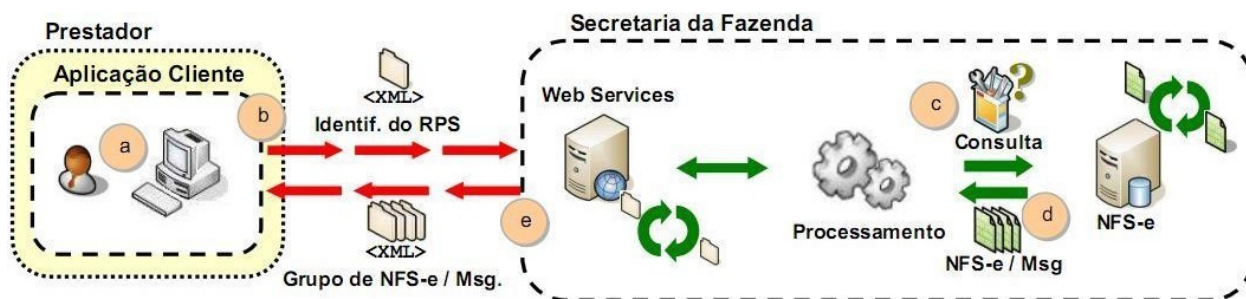 Secretaria da Fazenda
Prestador
Aplicação Cliente
a
b
<XML>
Identif. do RPS
<XML>
Grupo de NFS-e / Msg.
e
Web Services
Processamento
c
?
Consulta
d
NFS-e / Msg
NFS-e